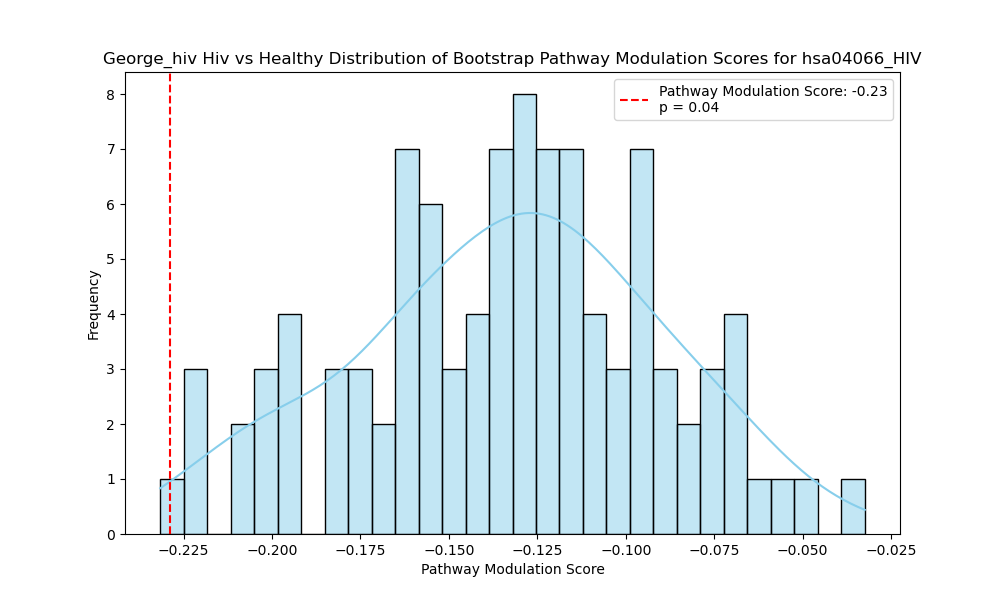 George_hiv Hiv vs Healthy Distribution of Bootstrap Pathway Modulation Scores for hsa04066_HIV
Pathway Modulation Score: -0.23
p = 0.04
8
7
6
5
4
3
2
1
0
Frequency
−0.225 −0.200 −0.175 −0.150 −0.125 −0.100 −0.075 −0.050 −0.025
Pathway Modulation Score